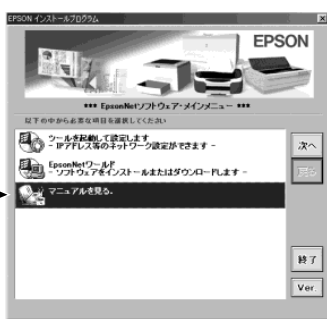 EPSON インストールプログラム
EPSON
*** EpsonNetソフトウェア・メインメニュー ***
以下の中から必要な項目を選択してください
ツールを起動して設定します
- IPアドレス等のネットワーク設定ができます -
EpsonNetワールド
- ソフトウェアをインストールまたはダウンロードします -
マニュアルを見る。
次へ
戻る
終了
Ver.